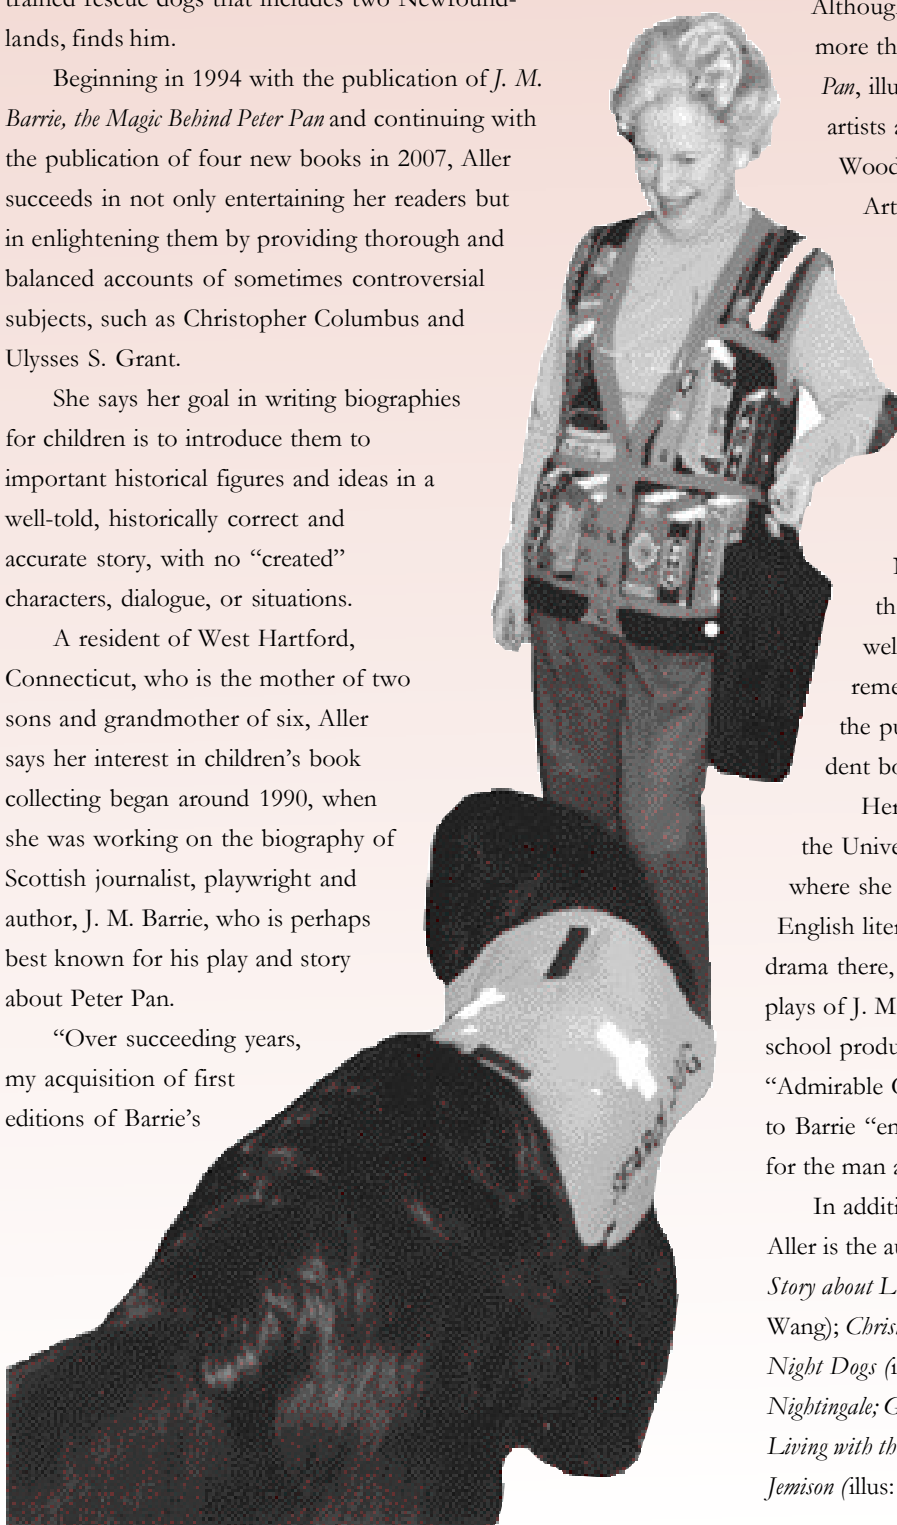 trained rescue dogs that includes two Newfound-
lands, finds him.
Beginning in 1994 with the publication of J. M.
Barrie, the Magic Behind Peter Pan and continuing with
the publication of four new books in 2007, Aller
succeeds in not only entertaining her readers but
in enlightening them by providing thorough and
balanced accounts of sometimes controversial
subjects, such as Christopher Columbus and
Ulysses S. Grant.
She says her goal in writing biographies
for children is to introduce them to
important historical figures and ideas in a
well-told, historically correct and
accurate story, with no “created”
characters, dialogue, or situations.
A resident of West Hartford,
Connecticut, who is the mother of two
sons and grandmother of six, Aller
says her interest in children’s book
collecting began around 1990, when
she was working on the biography of
Scottish journalist, playwright and
author, J. M. Barrie, who is perhaps
best known for his play and story
about Peter Pan.
“Over succeeding years,
my acquisition of first
editions of Barrie’s
more th
Pan, illu
artists a
Wood
Art
th
wel
reme
the pu
dent bo
Her
the Unive
where she
English liter
drama there,
plays of J. M
school produ
“Admirable C
to Barrie “en
for the man a
In additi
Aller is the au
Story about L
Wang); Chris
Night Dogs (i
Nightingale; G
Living with th
Jemison (illus: